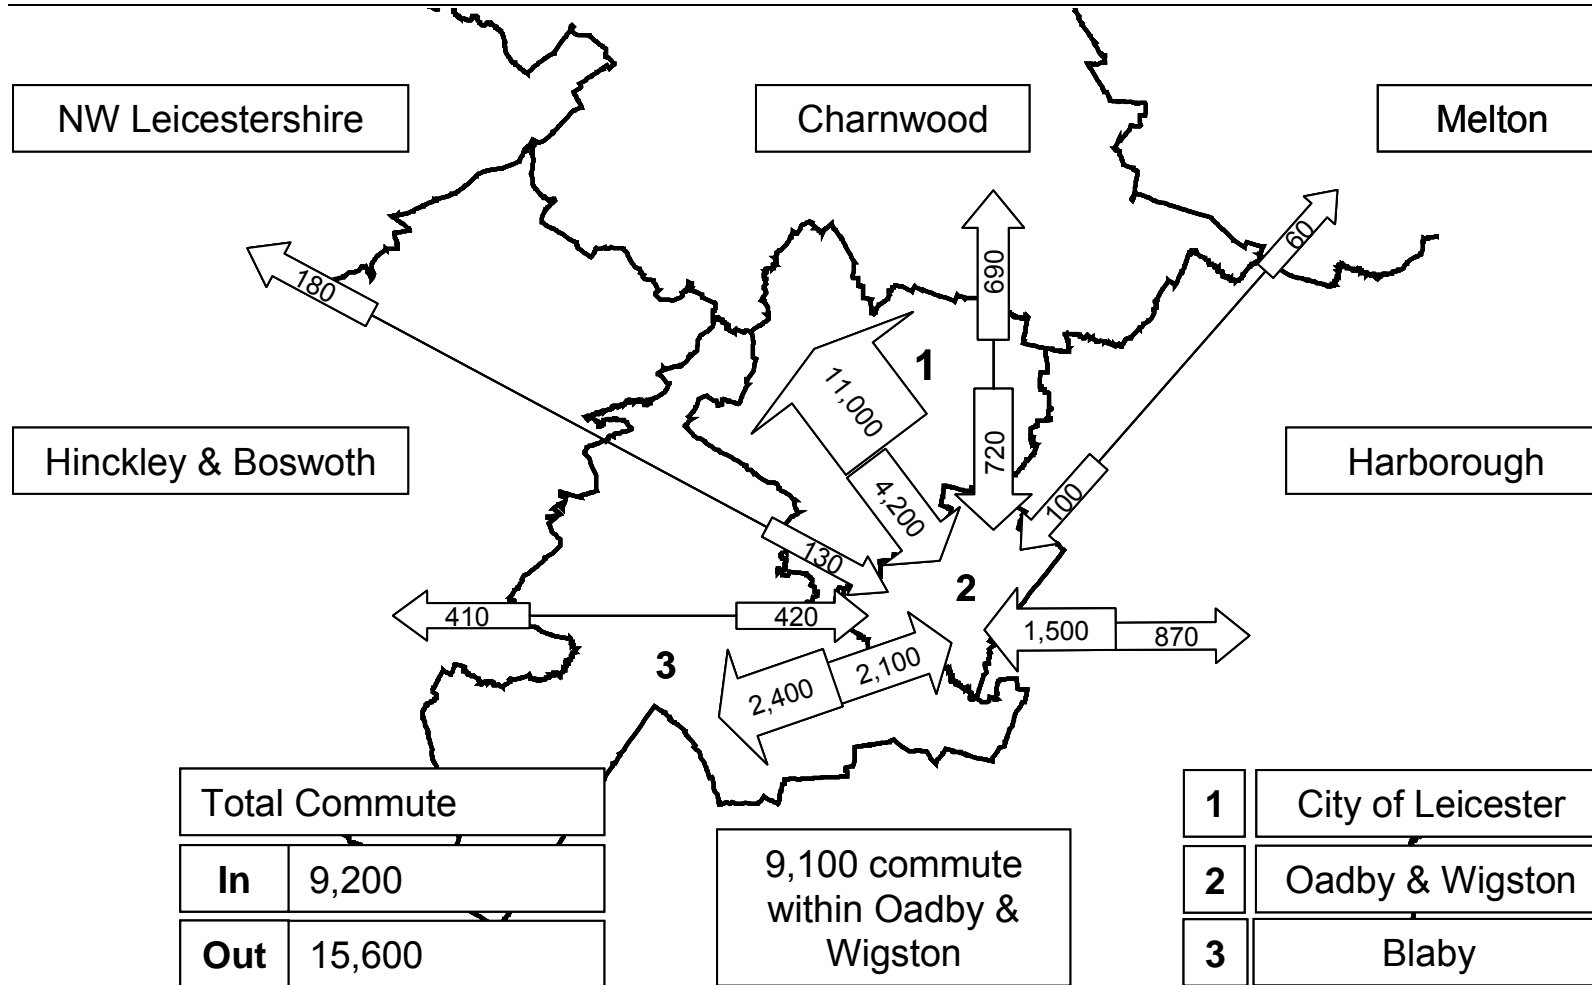 NW Leicestershire
Charnwood
Melton
180
690
60
1
11,000
Hinckley & Boswoth
720
Harborough
4,200
100
130
2
410
420
1,500
870
3
2,400
2,100
Total Commute
In 9,200
Out 15,600
9,100 commute
within Oadby &
Wigston
1 City of Leicester
2 Oadby & Wigston
3 Blaby